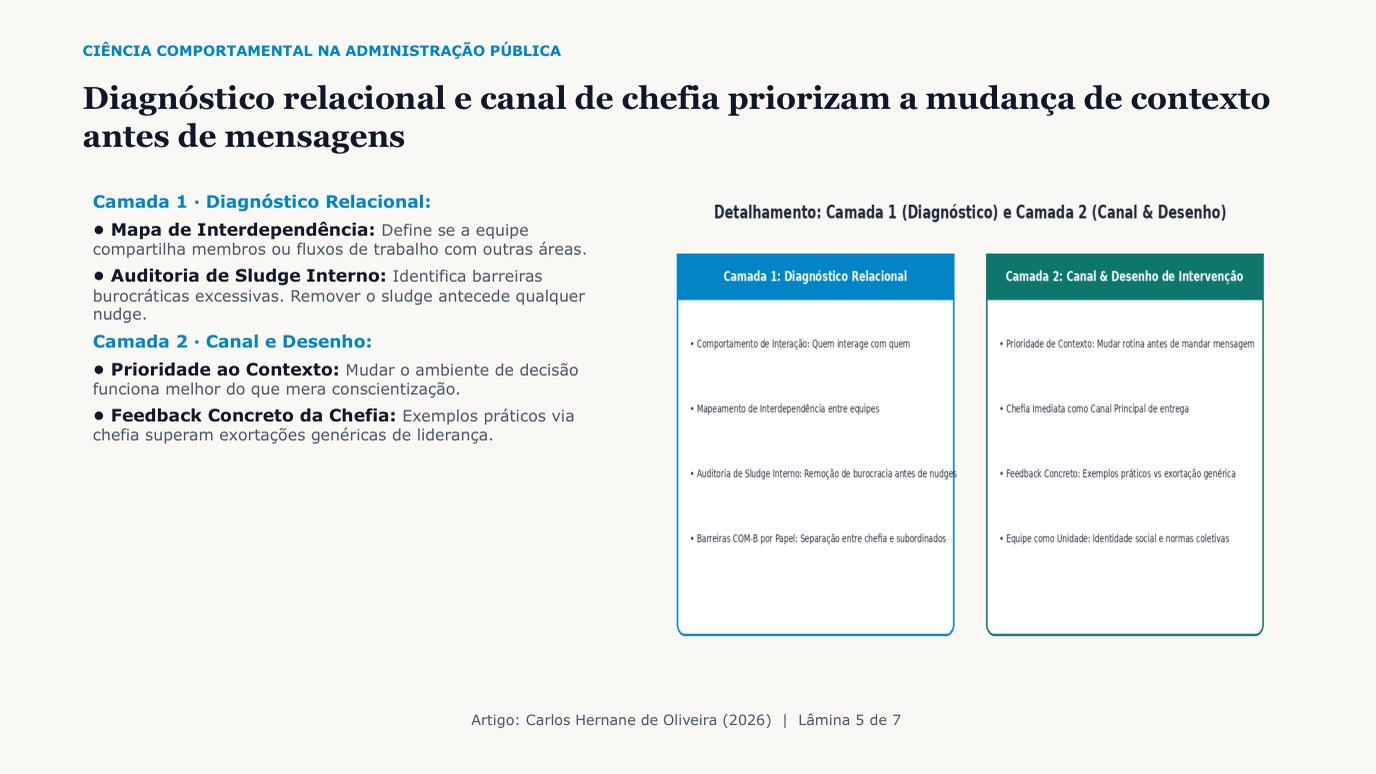 CIÊNCIA COMPORTAMENTAL NA ADMINISTRAÇÃO PÚBLICA
Diagnóstico relacional e canal de chefia priorizam a mudança de contexto
antes de mensagens
Camada 1 · Diagnóstico Relacional:
● Mapa de Interdependência: Define se a equipe
compartilha membros ou fluxos de trabalho com outras áreas.
● Auditoria de Sludge Interno: Identifica barreiras
burocráticas excessivas. Remover o sludge antecede qualquer
nudge.
Camada 2 · Canal e Desenho:
● Prioridade ao Contexto: Mudar o ambiente de decisão
funciona melhor do que mera conscientização.
● Feedback Concreto da Chefia: Exemplos práticos via
chefia superam exortações genéricas de liderança.
Detalhamento: Camada 1 (Diagnóstico) e Camada 2 (Canal & Desenho)
Camada 1: Diagnóstico Relacional
• Comportamento de Interação: Quem interage com quem
• Mapeamento de Interdependência entre equipes
• Auditoria de Sludge Interno: Remoção de burocracia antes de nudges
• Barreiras COM-B por Papel: Separação entre chefia e subordinados
Camada 2: Canal & Desenho de Intervenção
• Prioridade de Contexto: Mudar rotina antes de mandar mensagem
• Chefia Imediata como Canal Principal de entrega
• Feedback Concreto: Exemplos práticos vs exortação genérica
• Equipe como Unidade: Identidade social e normas coletivas
Artigo: Carlos Hernane de Oliveira (2026) | Lâmina 5 de 7